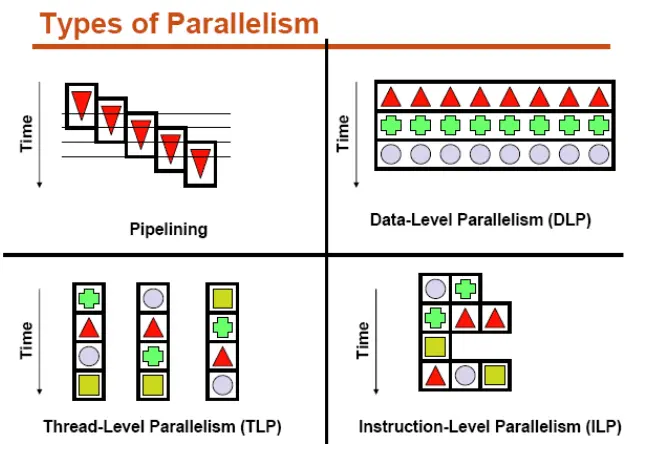 Types of Parallelism
Time
Pipelining
Time
Data-Level Parallelism (DLP)
Time
Thread-Level Parallelism (TLP)
Time
Instruction-Level Parallelism (ILP)